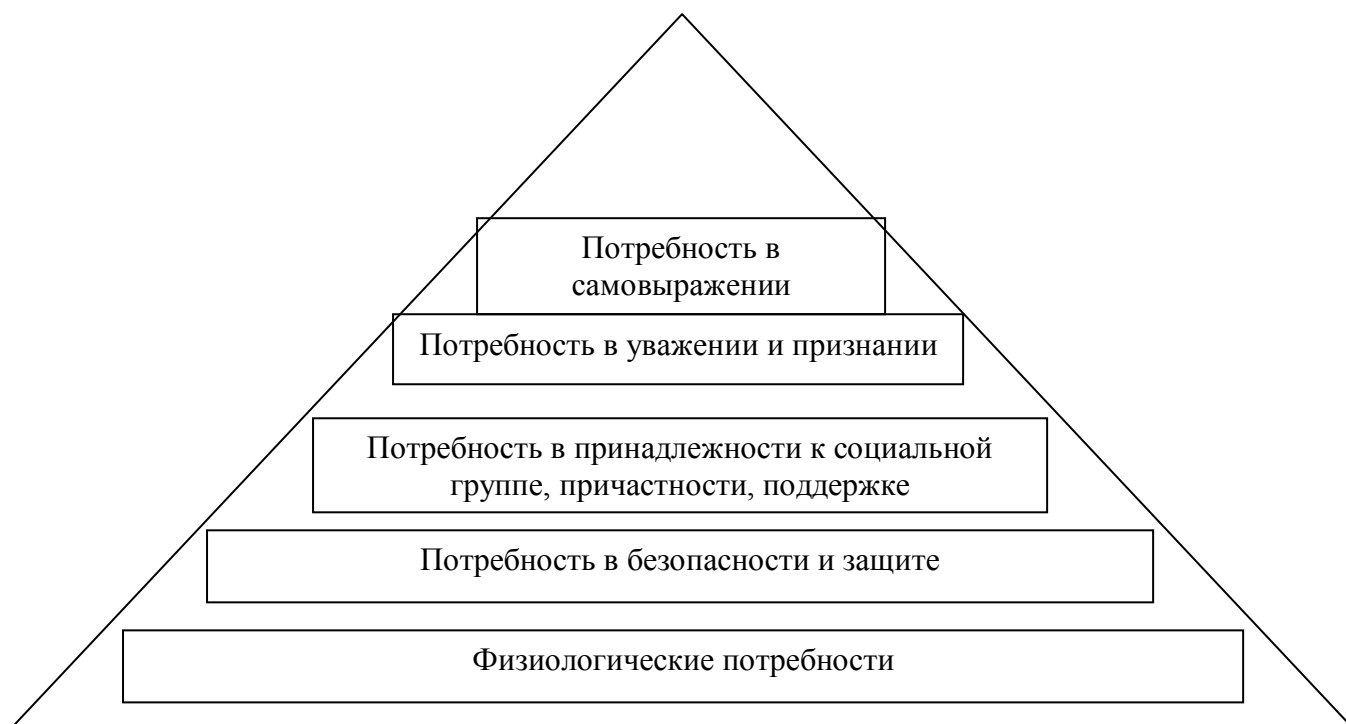 Потребность в
самовыражении
Потребность в уважении и признании
Потребность в принадлежности к социальной
группе, причастности, поддержке
Потребность в безопасности и защите
Физиологические потребности